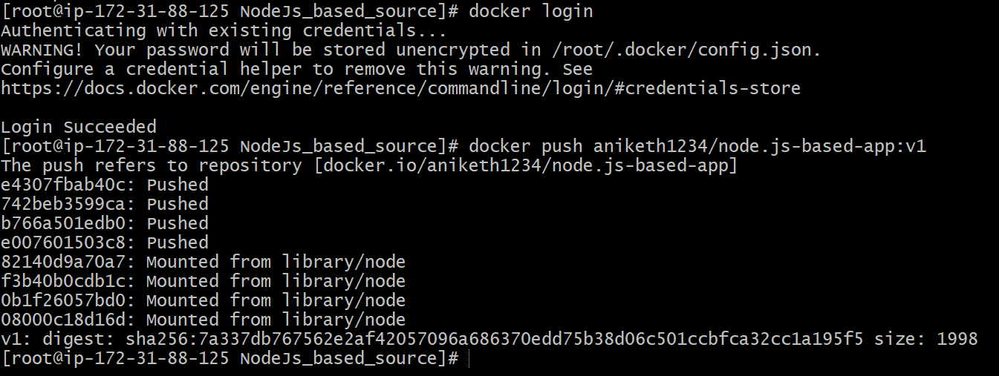 [root@ip-172-31-88-125 NodeJs_based_source]# docker login
Authenticating with existing credentials...
WARNING! Your password will be stored unencrypted in /root/.docker/config.json.
Configure a credential helper to remove this warning. See
https://docs.docker.com/engine/reference/commandline/login/#credentials-store
Login Succeeded
[root@ip-172-31-88-125 NodeJs_based_source]# docker push aniketh1234/node.js-based-app:v1
The push refers to repository [docker.io/aniketh1234/node.js-based-app]
e4307fbab40c: Pushed
742beb3599ca: Pushed
b766a501edb0: Pushed
e007601503c8: Pushed
82140d9a70a7: Mounted from library/node
f3b40b0cdb1c: Mounted from library/node
0b1f26057bd0: Mounted from library/node
08000c18d16d: Mounted from library/node
v1: digest: sha256:7a337db767562e2af42057096a686370edd75b38d06c501ccbfca32cc1a195f5 size: 1998
[root@ip-172-31-88-125 NodeJs_based_source]#